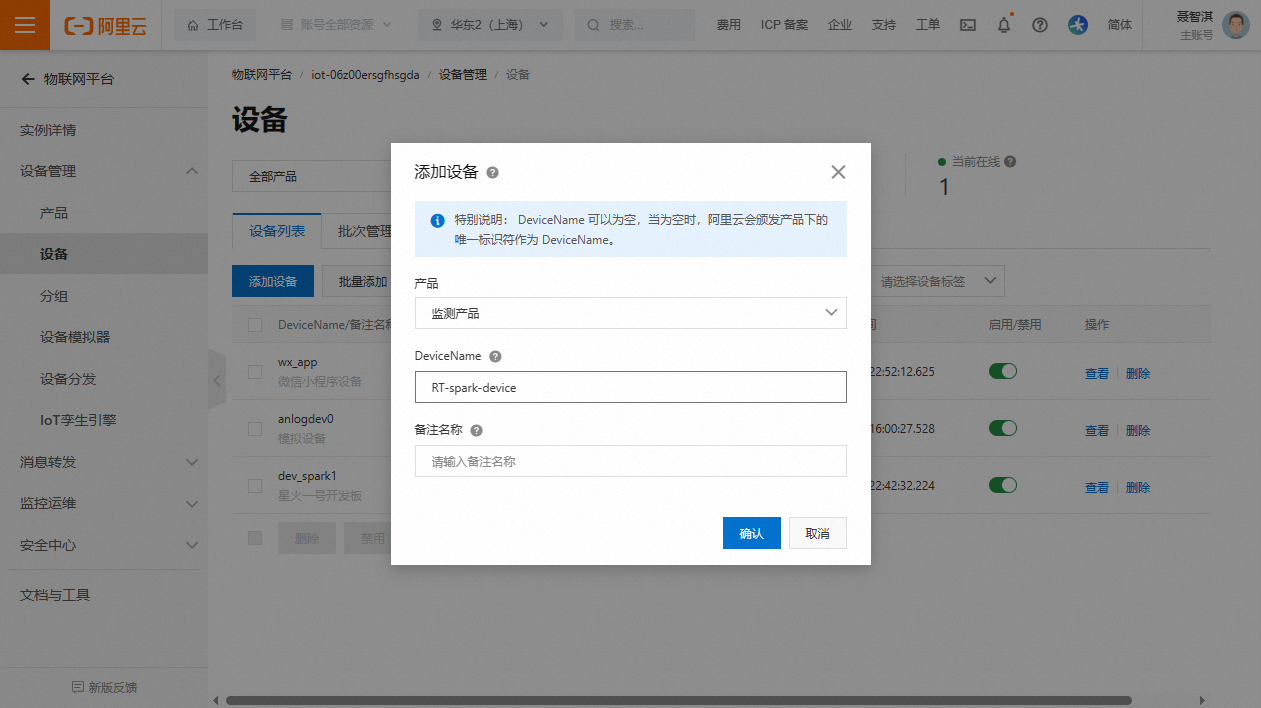 阿里云
工作台
账号全部资源
华东2（上海）
搜索...
费用
ICP 备案
企业
支持
工单
简体
聂智淇
主账号
物联网平台
实例详情
设备管理
产品
设备
分组
设备模拟器
设备分发
IoT孪生引擎
消息转发
监控运维
安全中心
文档与工具
新版反馈
物联网平台 / iot-06z00ersgfhsgda / 设备管理 / 设备
设备
全部产品
当前在线
1
设备列表
批次管理
添加设备
批量添加
请选择设备标签
DeviceName/备注名称
间
启用/禁用
操作
wx_app
微信小程序设备
22:52:12.625
查看
删除
anlogdev0
模拟设备
16:00:27.528
查看
删除
dev_spark1
星火一号开发板
22:42:32.224
查看
删除
删除
禁用
添加设备
特别说明： DeviceName 可以为空，当为空时，阿里云会颁发产品下的
唯一标识符作为 DeviceName。
产品
监测产品
DeviceName
RT-spark-device
备注名称
请输入备注名称
确认
取消